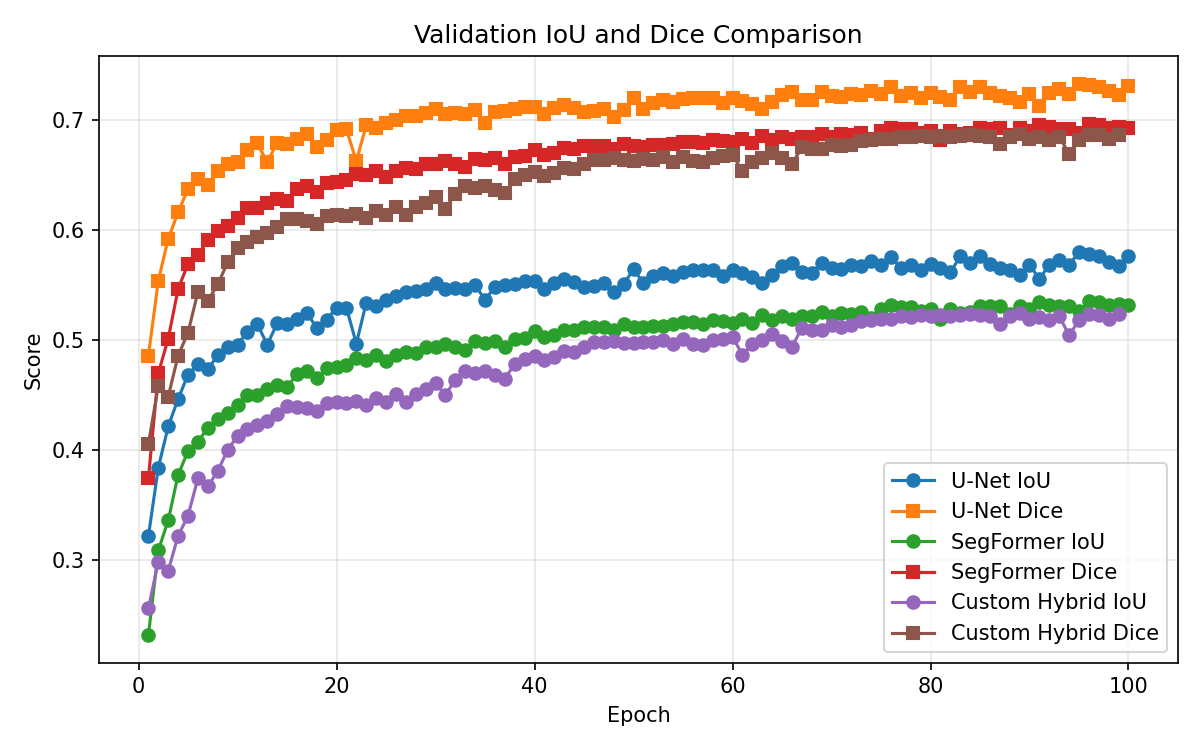 Validation IoU and Dice Comparison
Score
0.7
0.6
0.5
0.4
0.3
U-Net IoU
U-Net Dice
SegFormer IoU
SegFormer Dice
Custom Hybrid IoU
Custom Hybrid Dice
0 20 40 60 80 100
Epoch